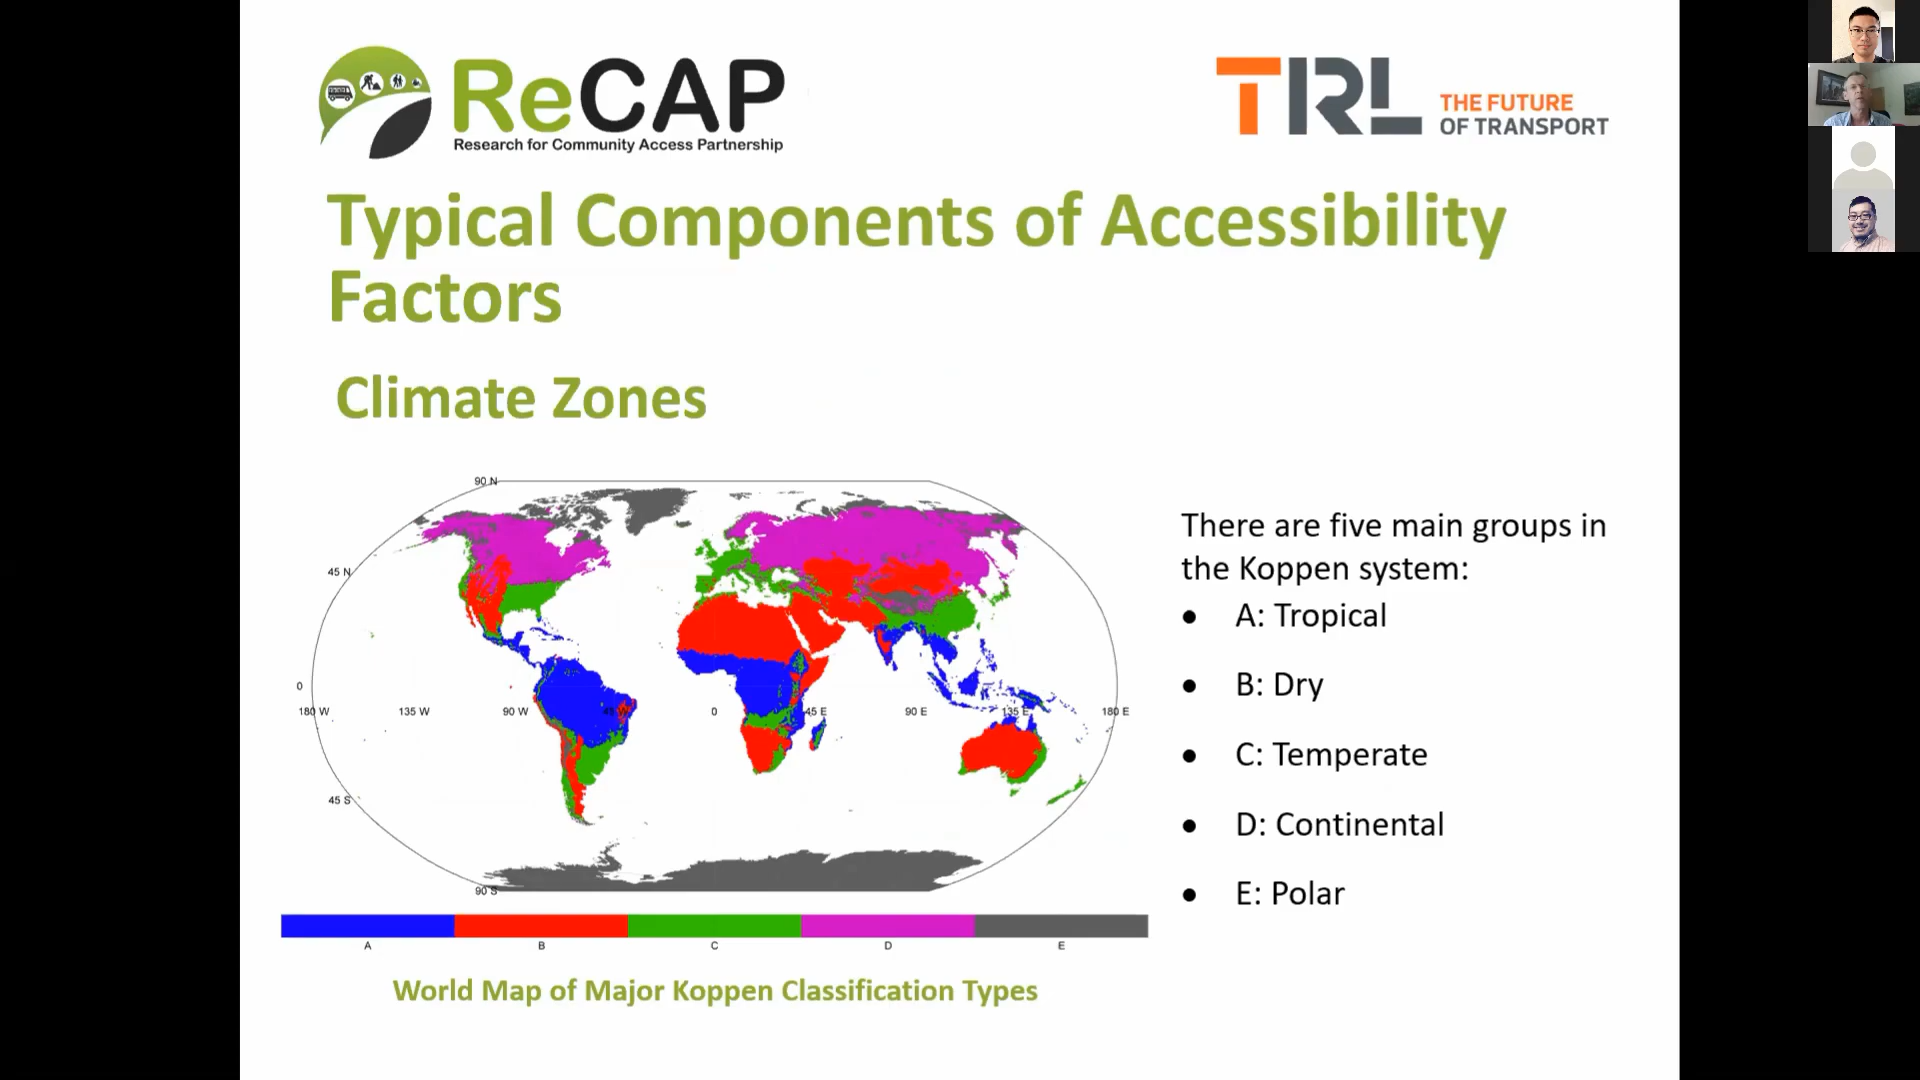 ReCAP
Research for Community Access Partnership
TRL
THE FUTURE
OF TRANSPORT
Typical Components of Accessibility
Factors
Climate Zones
90 N
45 N
0
180 W
135 W
90 W
45 W
0
45 E
90 E
135 E
180 E
45 S
90 S
A
B
C
D
E
World Map of Major Koppen Classification Types
There are five main groups in
the Koppen system:
• A: Tropical
• B: Dry
• C: Temperate
• D: Continental
• E: Polar